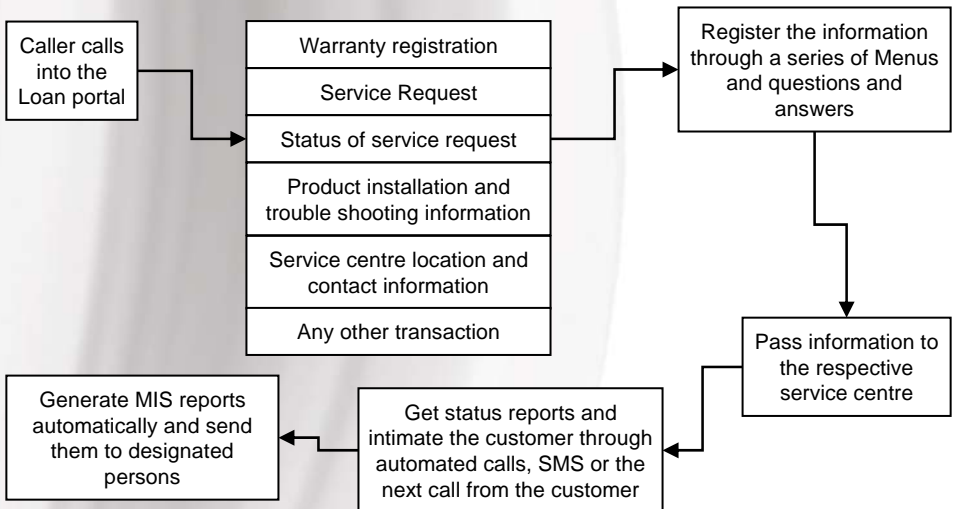 Caller calls
into the
Loan portal
Warranty registration
Service Request
Status of service request
Product installation and
trouble shooting information
Service centre location and
contact information
Any other transaction
Register the information
through a series of Menus
and questions and
answers
Pass information to
the respective
service centre
Get status reports and
intimate the customer through
automated calls, SMS or the
next call from the customer
Generate MIS reports
automatically and send
them to designated
persons